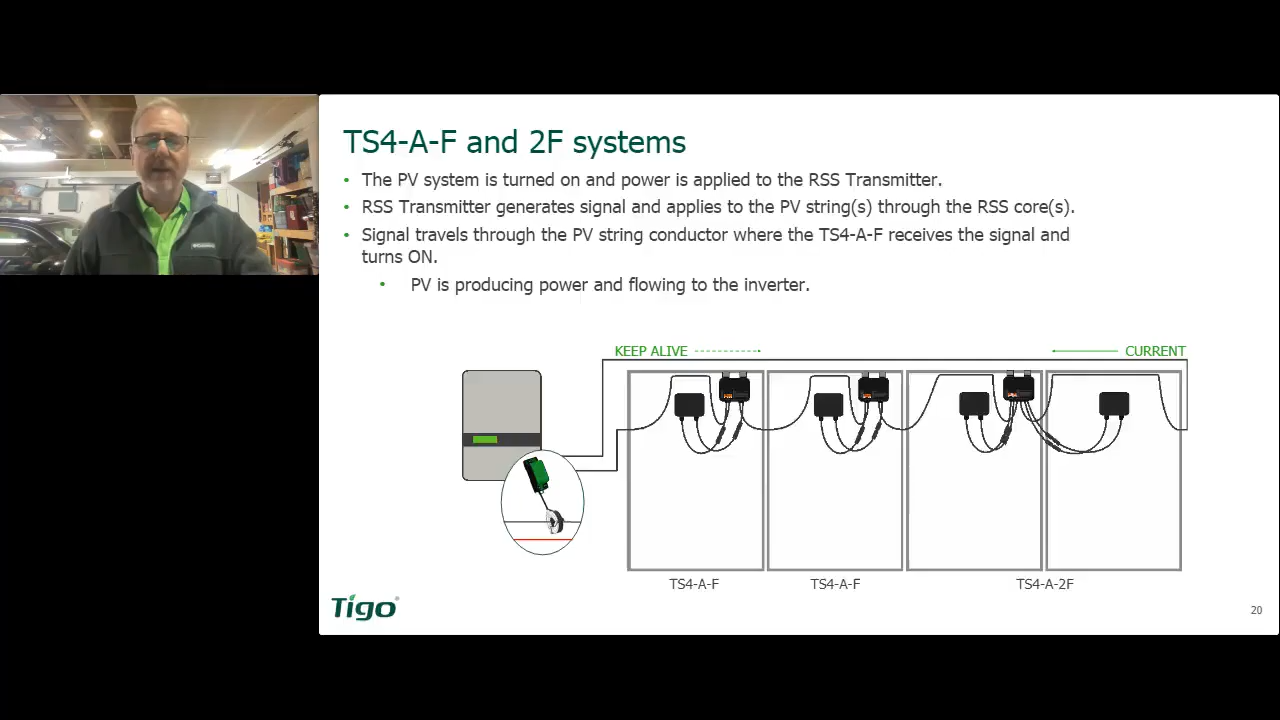 TS4-A-F and 2F systems
• The PV system is turned on and power is applied to the RSS Transmitter.
• RSS Transmitter generates signal and applies to the PV string(s) through the RSS core(s).
• Signal travels through the PV string conductor where the TS4-A-F receives the signal and
turns ON.
• PV is producing power and flowing to the inverter.
KEEP ALIVE
CURRENT
TS4-A-F
TS4-A-F
TS4-A-2F
Tigo®
20